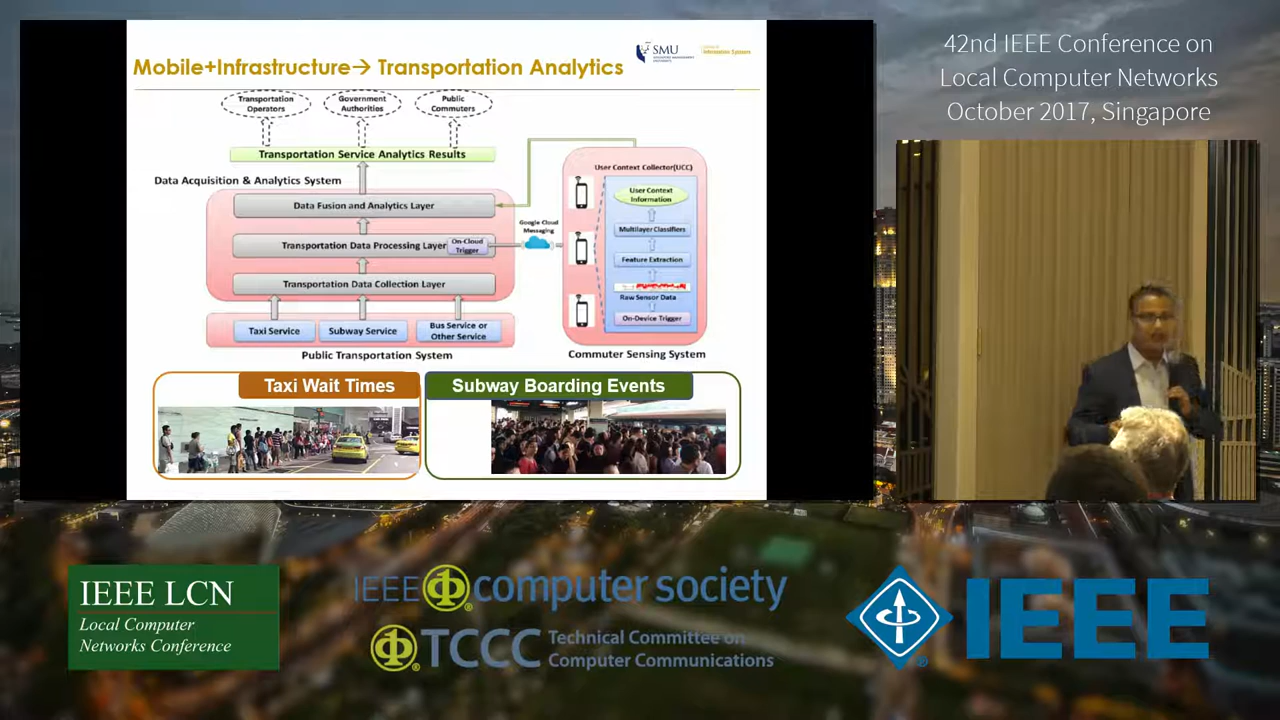 42nd IEEE Conference on
Local Computer Networks
October 2017, Singapore
Mobile+Infrastructure→ Transportation Analytics
SMU
Transportation
Operators
Government
Authorities
Public
Commuters
Transportation Service Analytics Results
Data Acquisition & Analytics System
Data Fusion and Analytics Layer
Transportation Data Processing Layer
On-Cloud
Trigger
Transportation Data Collection Layer
Taxi Service
Subway Service
Bus Service or
Other Service
Public Transportation System
Google Cloud
Messaging
User Context Collector(UCC)
User Context
Information
Multilayer Classifiers
Feature Extraction
Raw Sensor Data
On-Device Trigger
Commuter Sensing System
Taxi Wait Times
Subway Boarding Events
IEEE LCN
Local Computer
Networks Conference
IEEE computer society
TCCC Technical Committee on
Computer Communications
IEEE